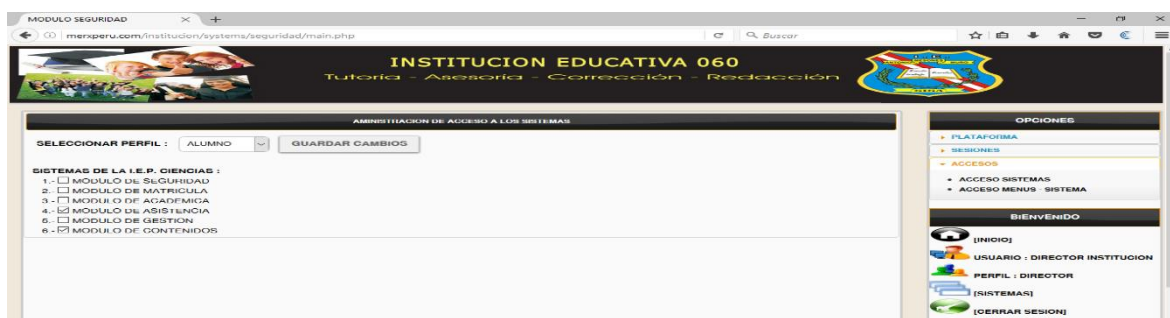 MODULO SEGURIDAD
merxperu.com/institucion/systems/seguridad/main.php
Buscar
INSTITUCION EDUCATIVA 060
Tutoría - Asesoría - Corrección - Redacción
AMINISTRACION DE ACCESO A LOS SISTEMAS
SELECCIONAR PERFIL : ALUMNO GUARDAR CAMBIOS
SISTEMAS DE LA I.E.P. CIENCIAS :
1.- MODULO DE SEGURIDAD
2.- MODULO DE MATRICULA
3.- MODULO DE ACADEMICA
4.- MODULO DE ASISTENCIA
5.- MODULO DE GESTION
6.- MODULO DE CONTENIDOS
OPCIONES
PLATAFORMA
SESIONES
ACCESOS
ACCESO SISTEMAS
ACCESO MENUS - SISTEMA
BIENVENIDO
[INICIO]
USUARIO : DIRECTOR INSTITUCION
PERFIL : DIRECTOR
[SISTEMAS]
[CERRAR SESION]